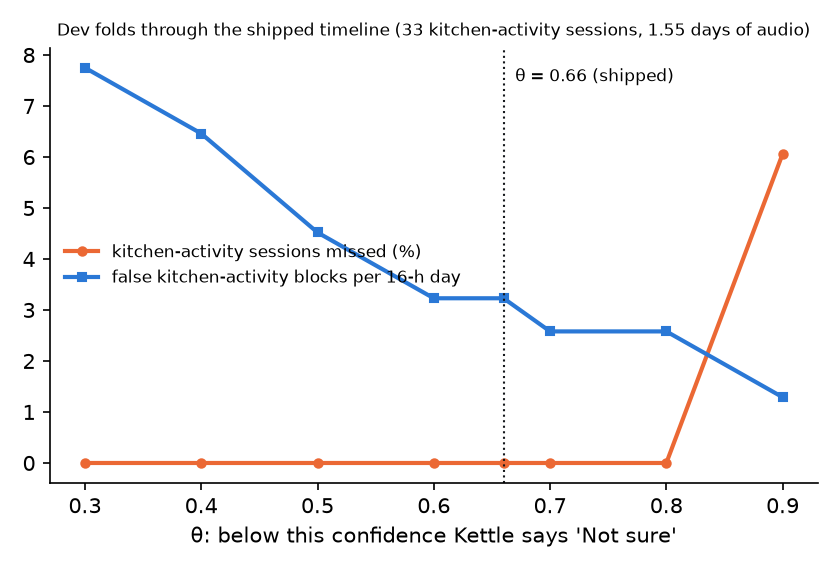 Dev folds through the shipped timeline (33 kitchen-activity sessions, 1.55 days of audio)
8
7
6
5
4
3
2
1
0
θ = 0.66 (shipped)
kitchen-activity sessions missed (%)
false kitchen-activity blocks per 16-h day
0.3 0.4 0.5 0.6 0.7 0.8 0.9
θ: below this confidence Kettle says 'Not sure'